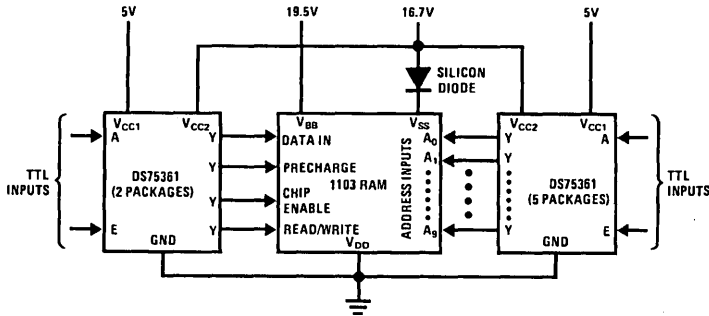 5V
19.5V
16.7V
5V
SILICON
DIODE
VCC1
VCC2
VBB
VSS
VCC2
VCC1
TTL
INPUTS
A
E
DS75361
(2 PACKAGES)
GND
Y
Y
Y
Y
DATA IN
PRECHARGE
CHIP
ENABLE
READ/WRITE
1103 RAM
VDD
ADDRESS INPUTS
A0
A1
A9
Y
Y
Y
DS75361
(5 PACKAGES)
GND
A
E
TTL
INPUTS